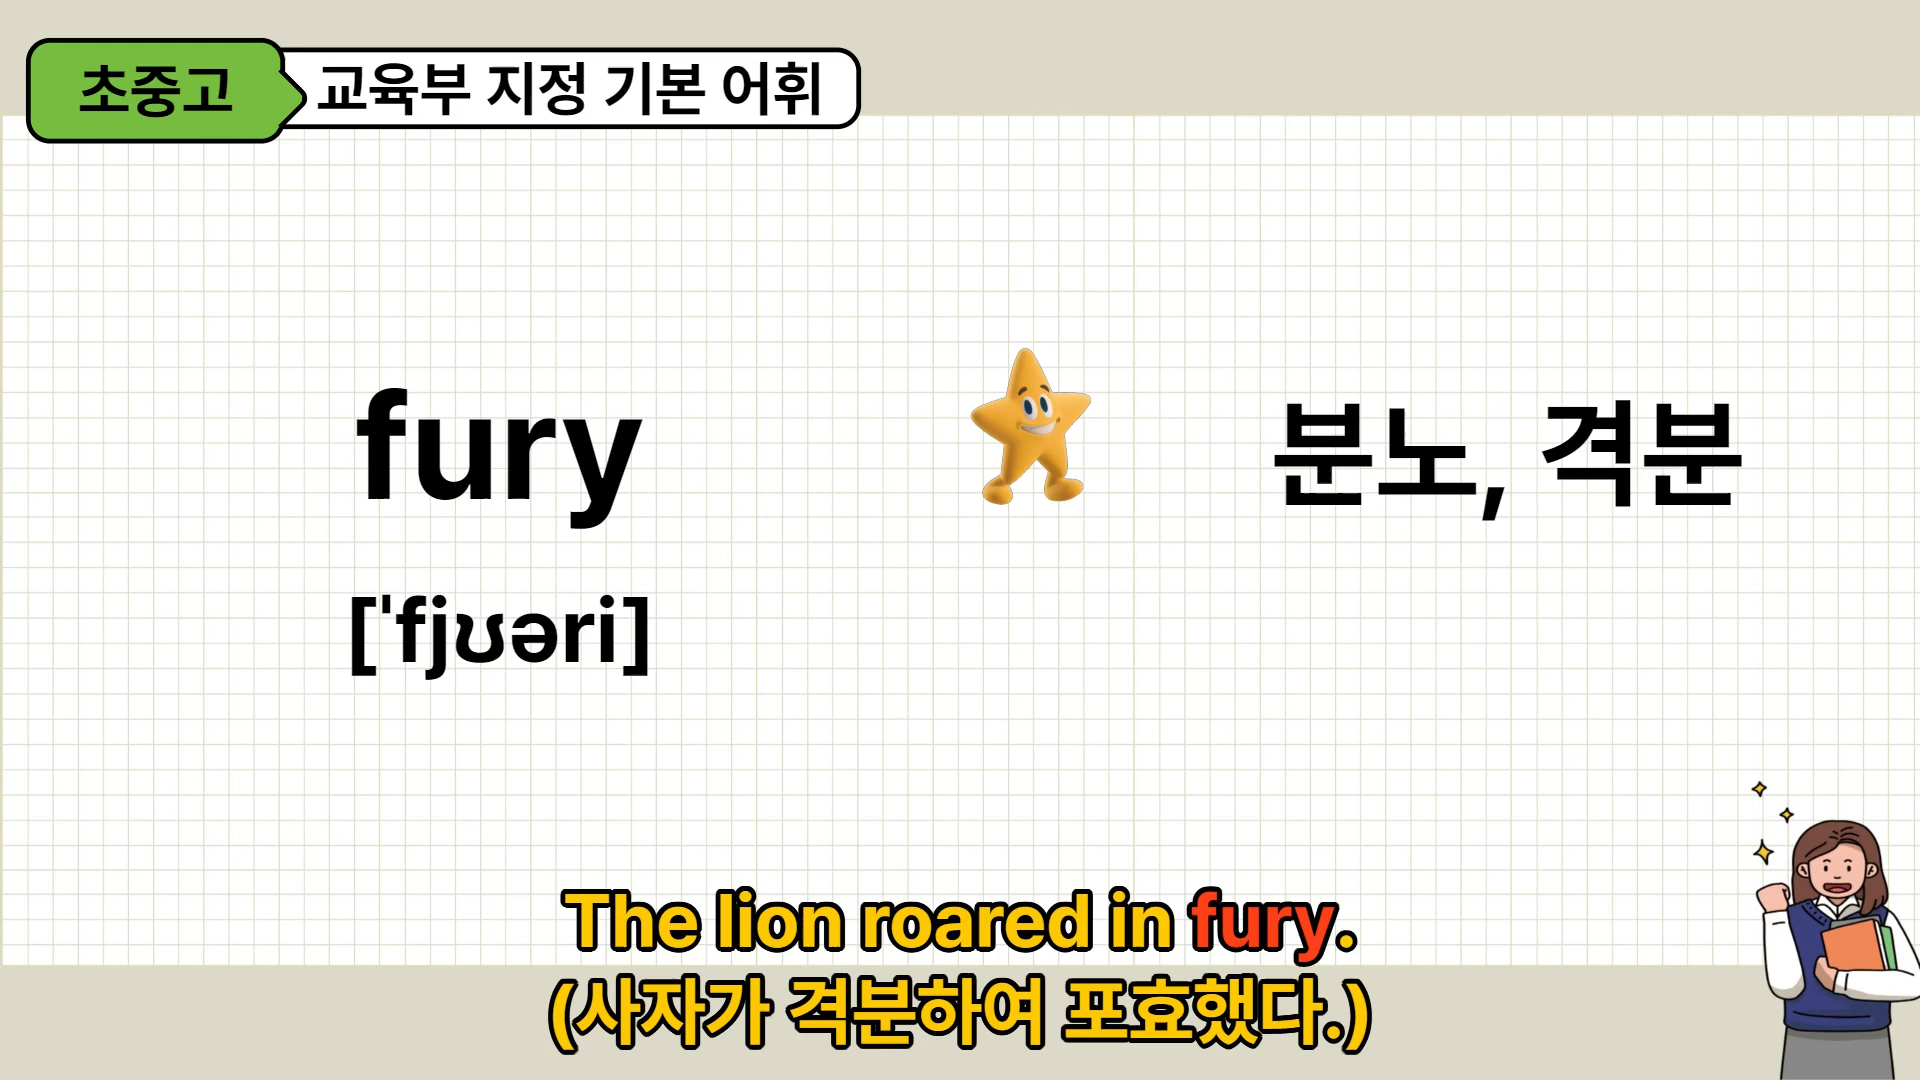 초중고
교육부 지정 기본 어휘
fury
분노, 격분
[ˈfjʊəri]
The lion roared in fury.
(사자가 격분하여 포효했다.)